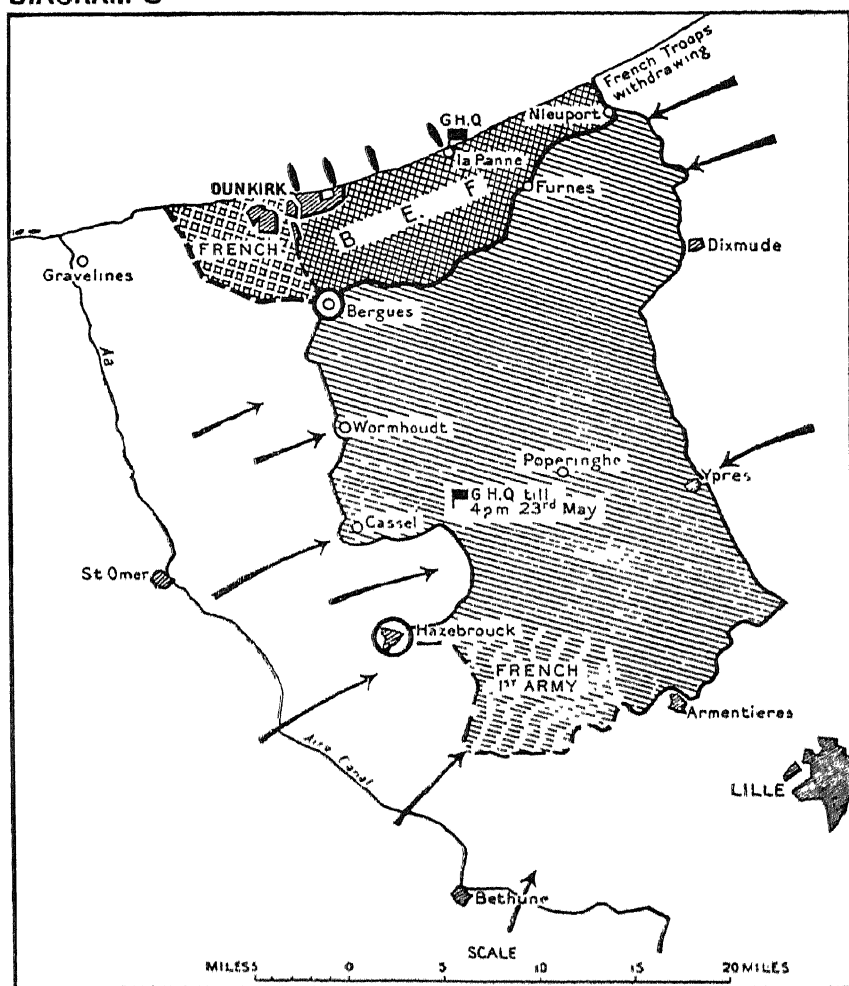 French Troops
withdrawing
Nieuport
G H.Q
la Panne
DUNKIRK
Furnes
B. E. F.
FRENCH
Dixmude
Gravelines
Bergues
Aa
Wormhoudt
Poperinghe
Ypres
G H.Q till
4pm 23rd May
Cassel
St Omer
Hazebrouck
FRENCH
1ST ARMY
Armentieres
Aire Canal
LILLE
Bethune
SCALE
MILES 5 0 5 10 15 20 MILES